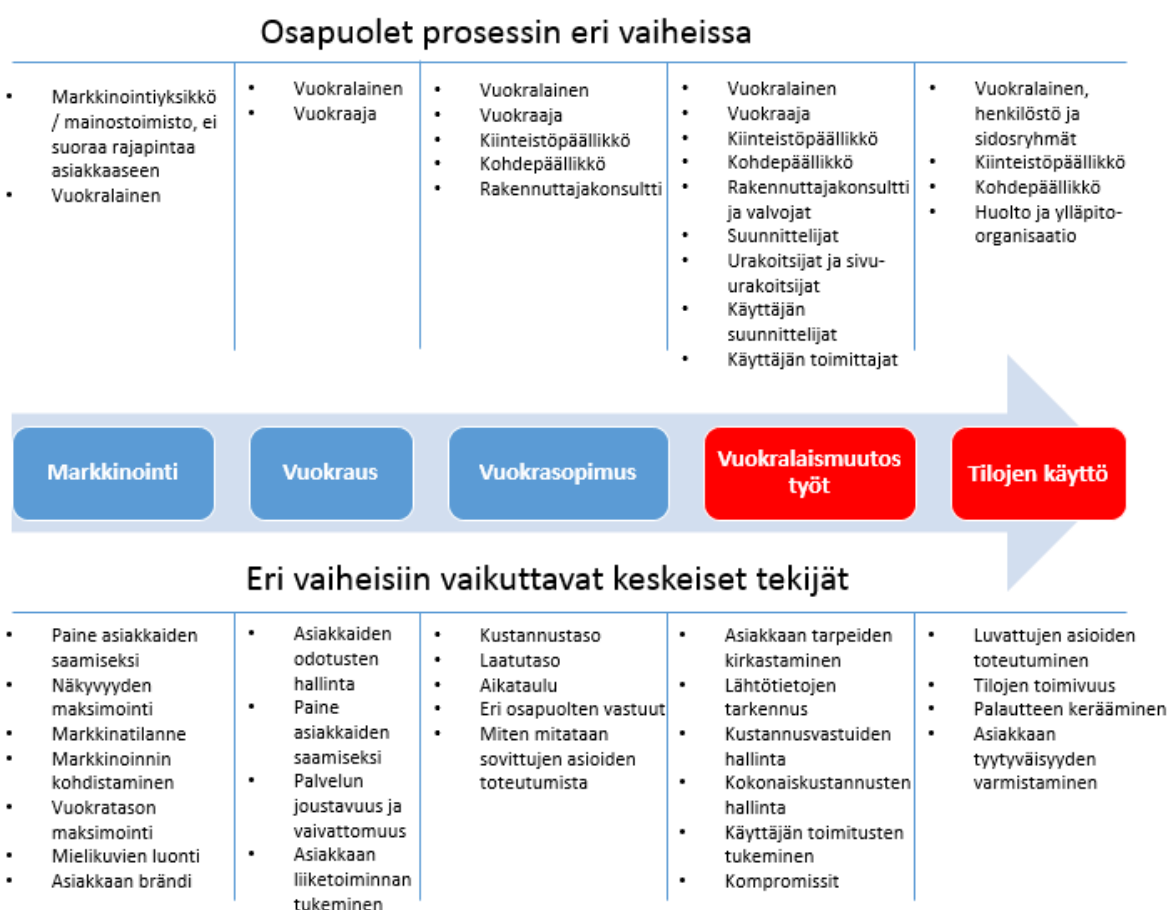 Osapuolet prosessin eri vaiheissa
• Markkinointiyksikkö
/ mainostoimisto, ei
suoraa rajapintaa
asiakkaaseen
• Vuokralainen
• Vuokralainen
• Vuokraaja
• Vuokralainen
• Vuokraaja
• Kiinteistöpäällikkö
• Kohdepäällikkö
• Rakennuttajakonsultti
• Vuokralainen
• Vuokraaja
• Kiinteistöpäällikkö
• Kohdepäällikkö
• Rakennuttajakonsultti
ja valvojat
• Suunnittelijat
• Urakoitsijat ja sivu-
urakoitsijat
• Käyttäjän
suunnittelijat
• Käyttäjän toimittajat
• Vuokralainen,
henkilöstö ja
sidosryhmät
• Kiinteistöpäällikkö
• Kohdepäällikkö
• Huolto ja ylläpito-
organisaatio
Markkinointi
Vuokraus
Vuokrasopimus
Vuokralaismuutos
työt
Tilojen käyttö
Eri vaiheisiin vaikuttavat keskeiset tekijät
• Paine asiakkaiden
saamiseksi
• Näkyvyyden
maksimointi
• Markkinatilanne
• Markkinoinnin
kohdistaminen
• Vuokratason
maksimointi
• Mielikuvien luonti
• Asiakkaan brändi
• Asiakkaiden
odotusten
hallinta
• Paine
asiakkaiden
saamiseksi
• Palvelun
joustavuus ja
vaivattomuus
• Asiakkaan
liiketoiminnan
tukeminen
• Kustannustaso
• Laatutaso
• Aikataulu
• Eri osapuolten vastuut
• Miten mitataan
sovittujen asioiden
toteutumista
• Asiakkaan tarpeiden
kirkastaminen
• Lähtötietojen
tarkennus
• Kustannusvastuiden
hallinta
• Kokonaiskustannusten
hallinta
• Käyttäjän toimitusten
tukeminen
• Kompromissit
• Luvattujen asioiden
toteutuminen
• Tilojen toimivuus
• Palautteen kerääminen
• Asiakkaan
tyytyväisyyden
varmistaminen